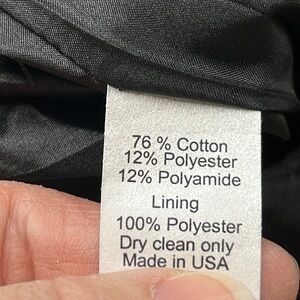 76 % Cotton
12% Polyester
12% Polyamide
Lining
100% Polyester
Dry clean only
Made in USA